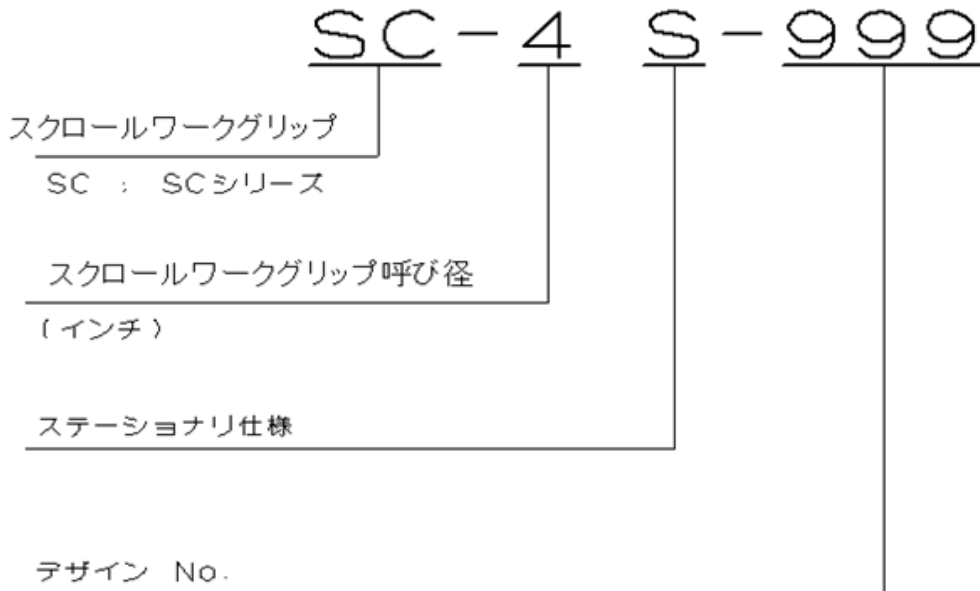 SC-4 S-999
スクロールワークグリップ
SC : SCシリーズ
スクロールワークグリップ呼び径
(インチ)
ステーショナリ仕様
デザイン No.